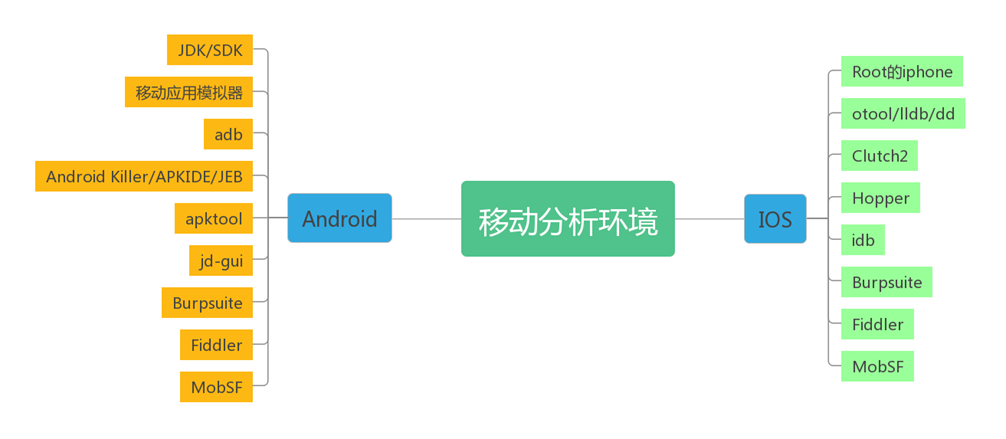 移动分析环境
Android
JDK/SDK
移动应用模拟器
adb
Android Killer/APKIDE/JEB
apktool
jd-gui
Burpsuite
Fiddler
MobSF
IOS
Root的iphone
otool/lldb/dd
Clutch2
Hopper
idb
Burpsuite
Fiddler
MobSF